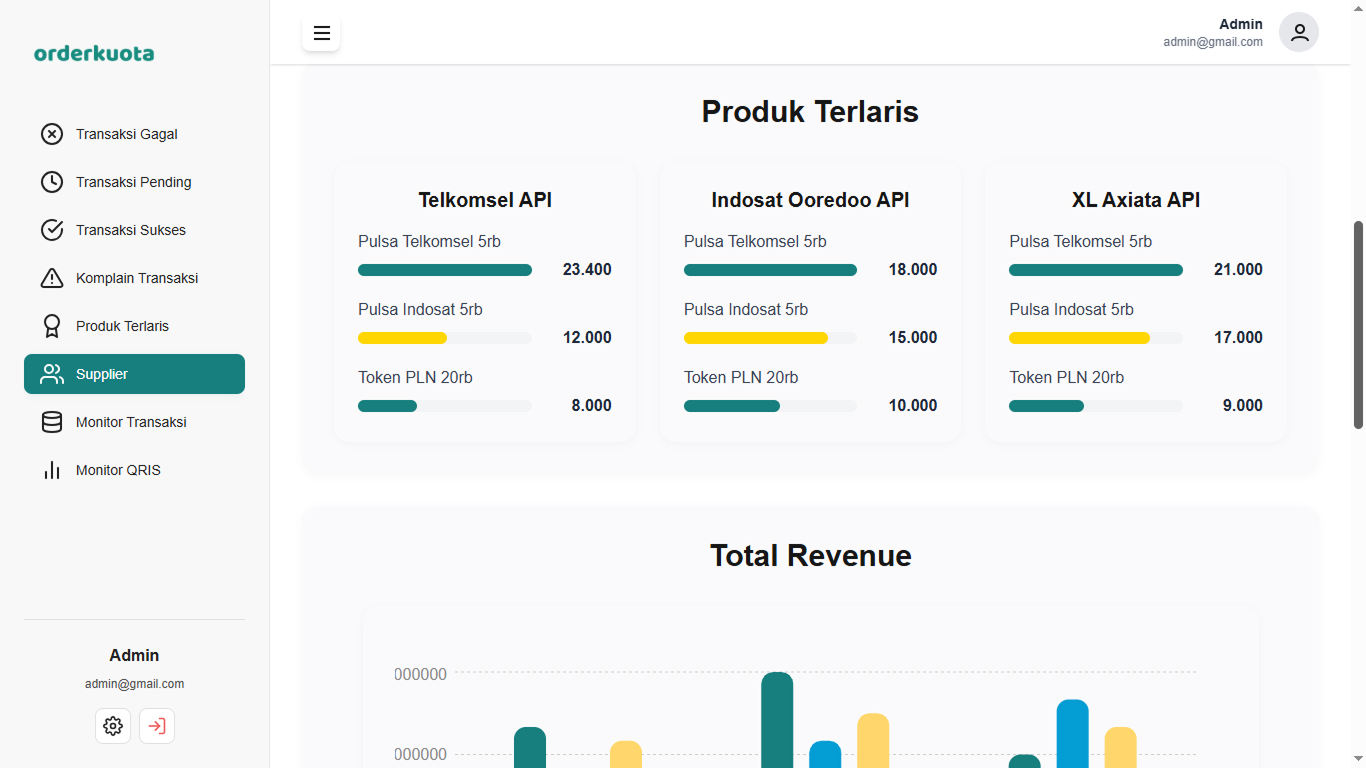 orderkuota
Transaksi Gagal
Transaksi Pending
Transaksi Sukses
Komplain Transaksi
Produk Terlaris
Supplier
Monitor Transaksi
Monitor QRIS
Admin
admin@gmail.com
Admin
admin@gmail.com
Produk Terlaris
Telkomsel API
Pulsa Telkomsel 5rb
23.400
Pulsa Indosat 5rb
12.000
Token PLN 20rb
8.000
Indosat Ooredoo API
Pulsa Telkomsel 5rb
18.000
Pulsa Indosat 5rb
15.000
Token PLN 20rb
10.000
XL Axiata API
Pulsa Telkomsel 5rb
21.000
Pulsa Indosat 5rb
17.000
Token PLN 20rb
9.000
Total Revenue
000000
000000